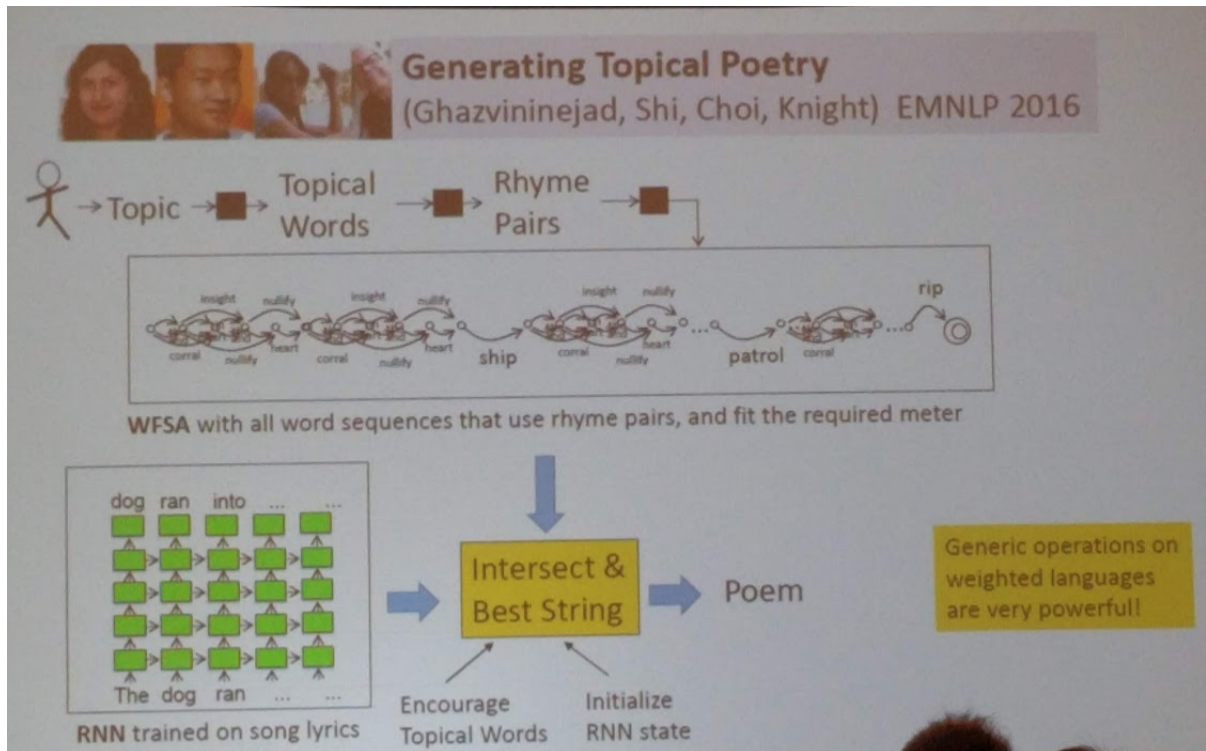 Generating Topical Poetry
(Ghazvininejad, Shi, Choi, Knight) EMNLP 2016
Topic
Topical
Words
Rhyme
Pairs
insight nullify insight nullify insight nullify rip
corral nullify heart corral nullify heart ship corral nullify heart ... patrol corral ...
WFSA with all word sequences that use rhyme pairs, and fit the required meter
dog ran into ... ...
The dog ran ... ...
RNN trained on song lyrics
Intersect &
Best String
Poem
Encourage
Topical Words
Initialize
RNN state
Generic operations on
weighted languages
are very powerful!